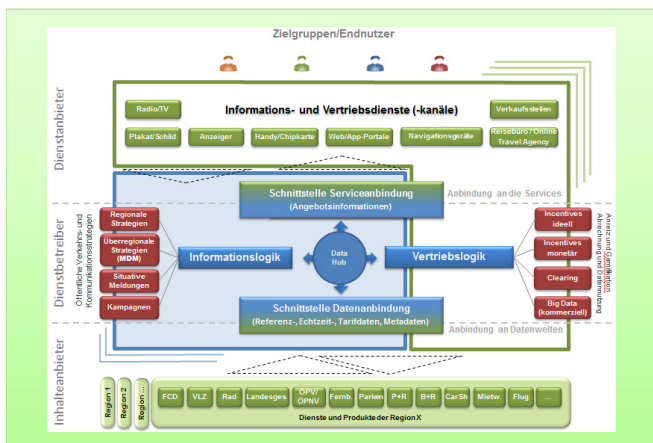 Zielgruppen/Endnutzer
Dienstanbieter
Radio/TV
Informations- und Vertriebsdienste (-kanäle)
Verkaufsstellen
Plakat/Schild
Anzeiger
Handy/Chipkarte
Web/App-Portale
Navigationsgeräte
Reisebüro / Online
Travel Agency
Schnittstelle Serviceanbindung
(Angebotsinformationen)
Anbindung an die Services
Dienstbetreiber
Öffentliche Verkehrs- und
Kommunikationsstrategien
Regionale
Strategien
Überregionale
Strategien
(MDM)
Situative
Meldungen
Kampagnen
Informationslogik
Data
Hub
Vertriebslogik
Incentives
ideell
Incentives
monetär
Clearing
Big Data
(kommerziell)
Anreiz und Gamifikation
Abrechnung und Datennutzung
Schnittstelle Datenanbindung
(Referenz-, Echtzeit-, Tarifdaten, Metadaten)
Anbindung an Datenwelten
Inhalteanbieter
Region 1
Region 2
Region ...
FCD
VLZ
Rad
Landesges.
ÖPV/
ÖPNV
Fernb.
Parken
P+R
B+R
CarSh
Mietw.
Flug
...
Dienste und Produkte der Region X